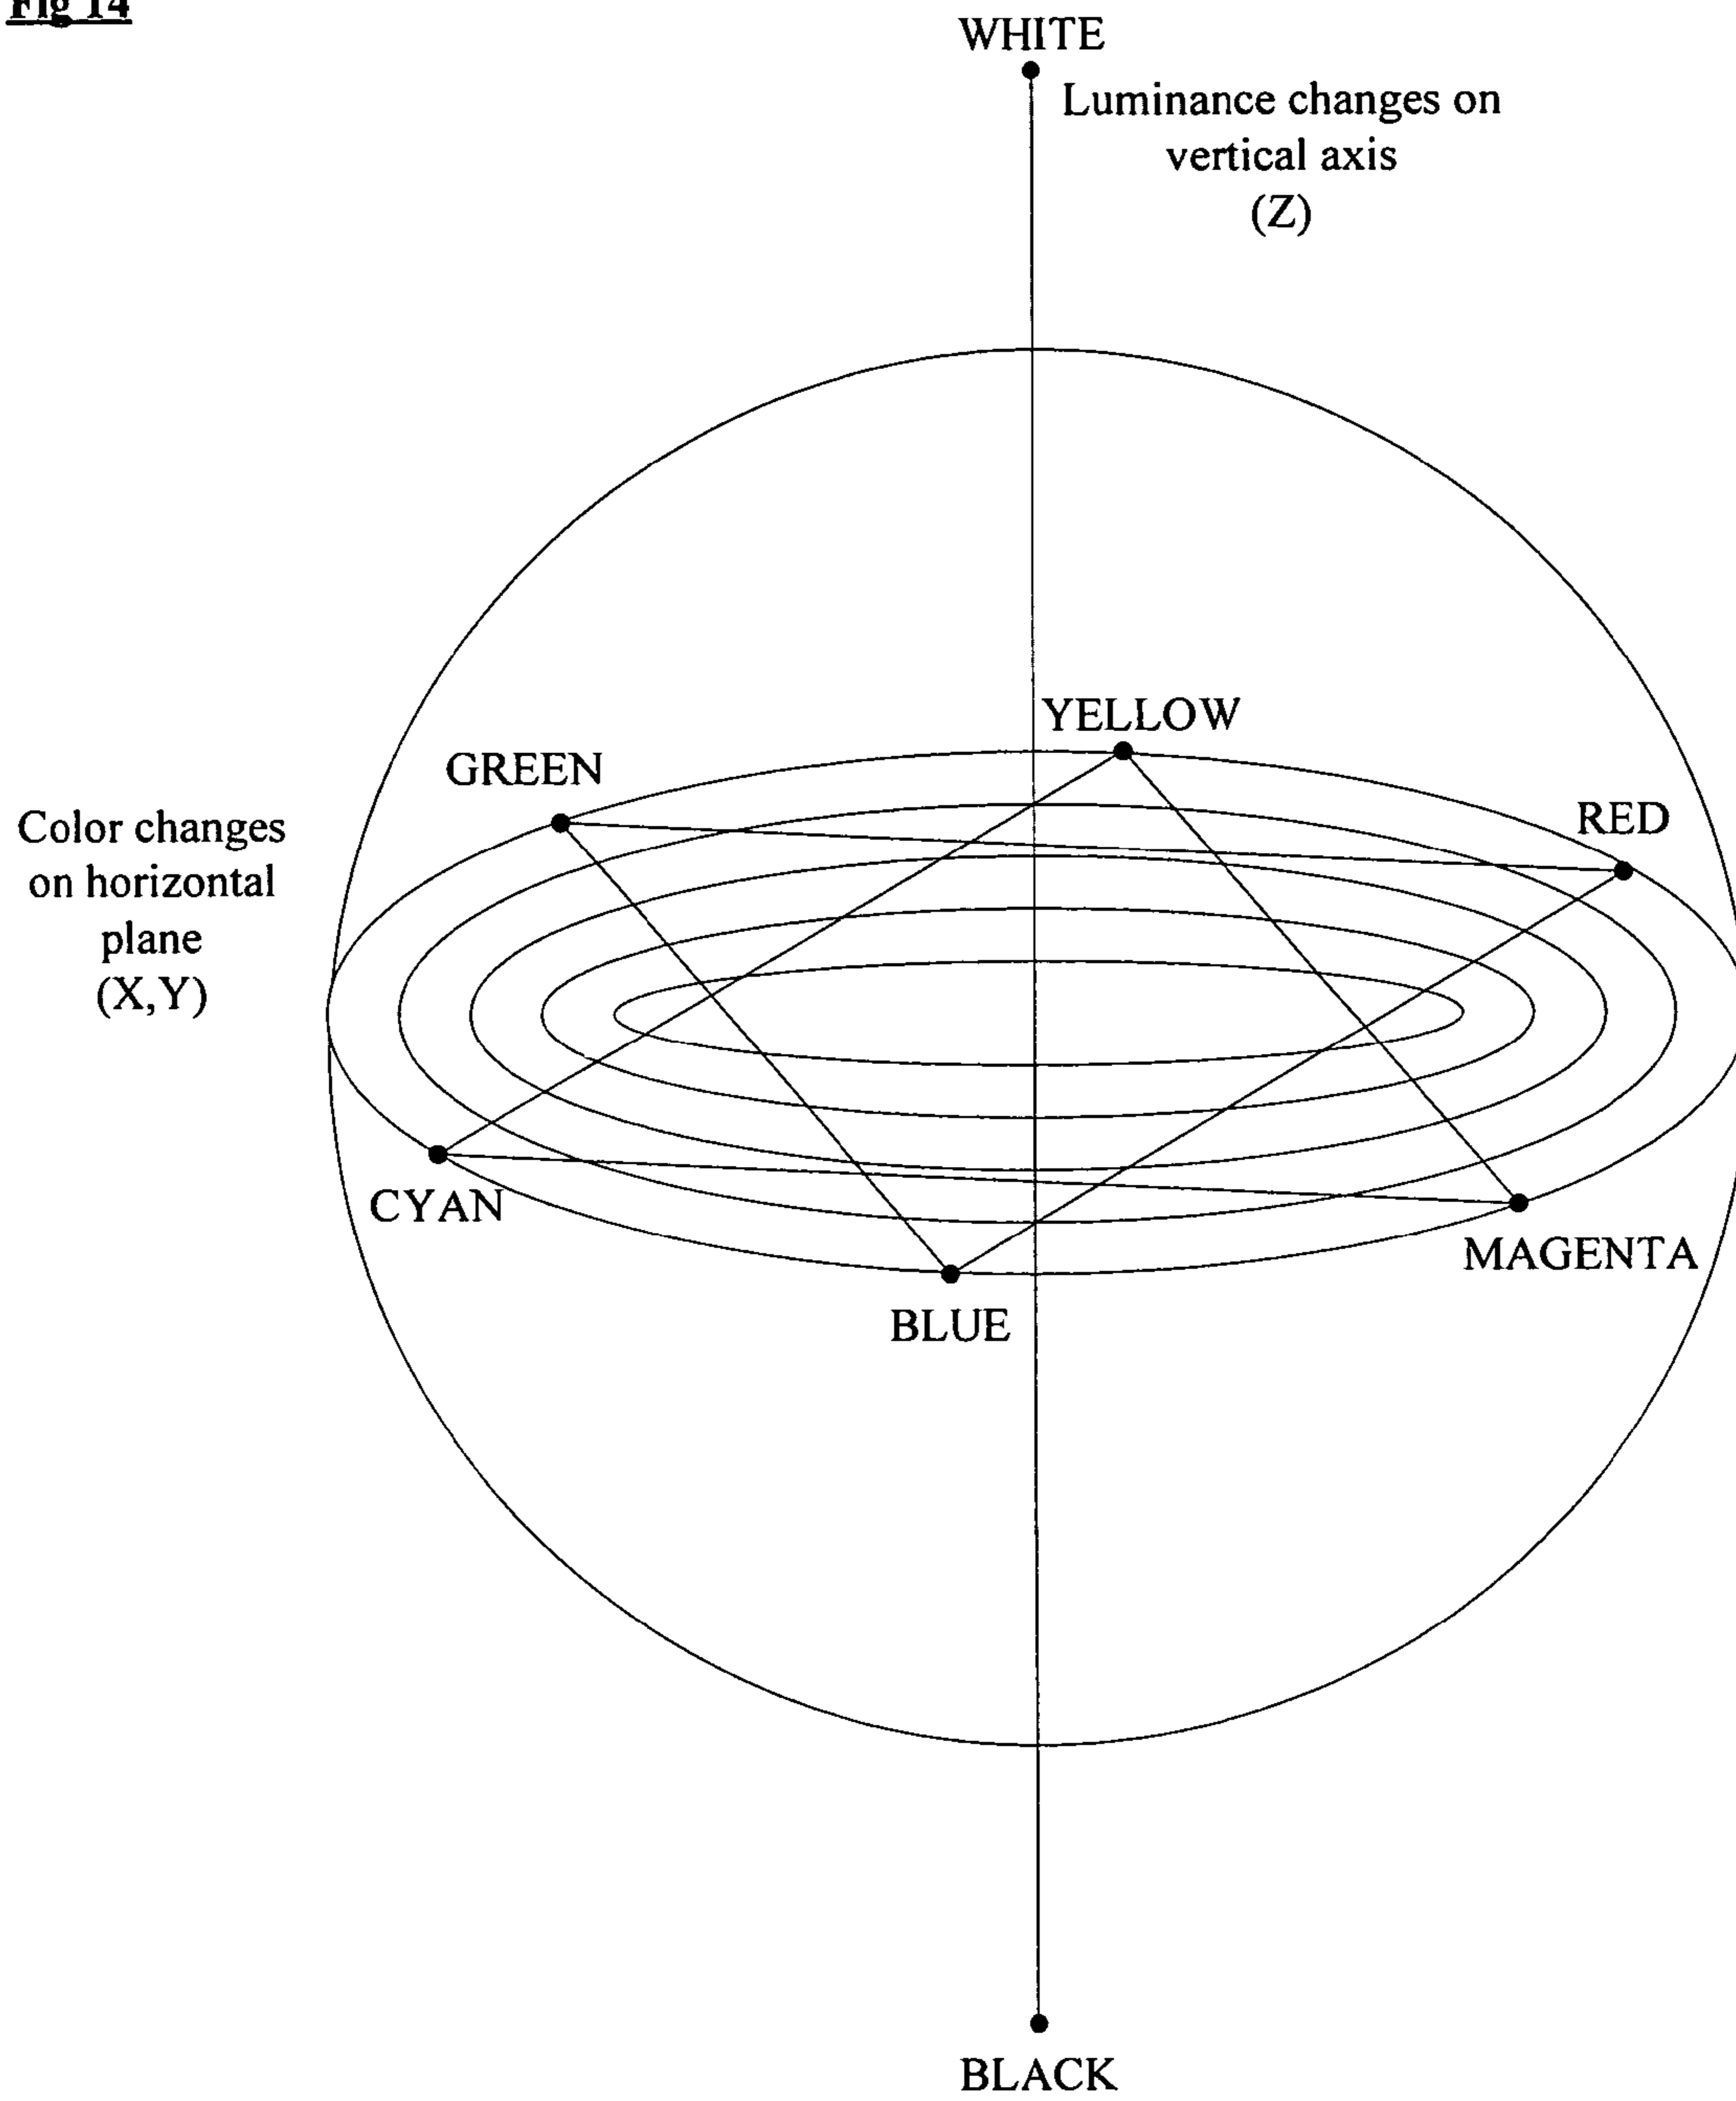 Fig 14
WHITE
Luminance changes on
vertical axis
(Z)
YELLOW
GREEN
RED
Color changes
on horizontal
plane
(X,Y)
CYAN
MAGENTA
BLUE
BLACK